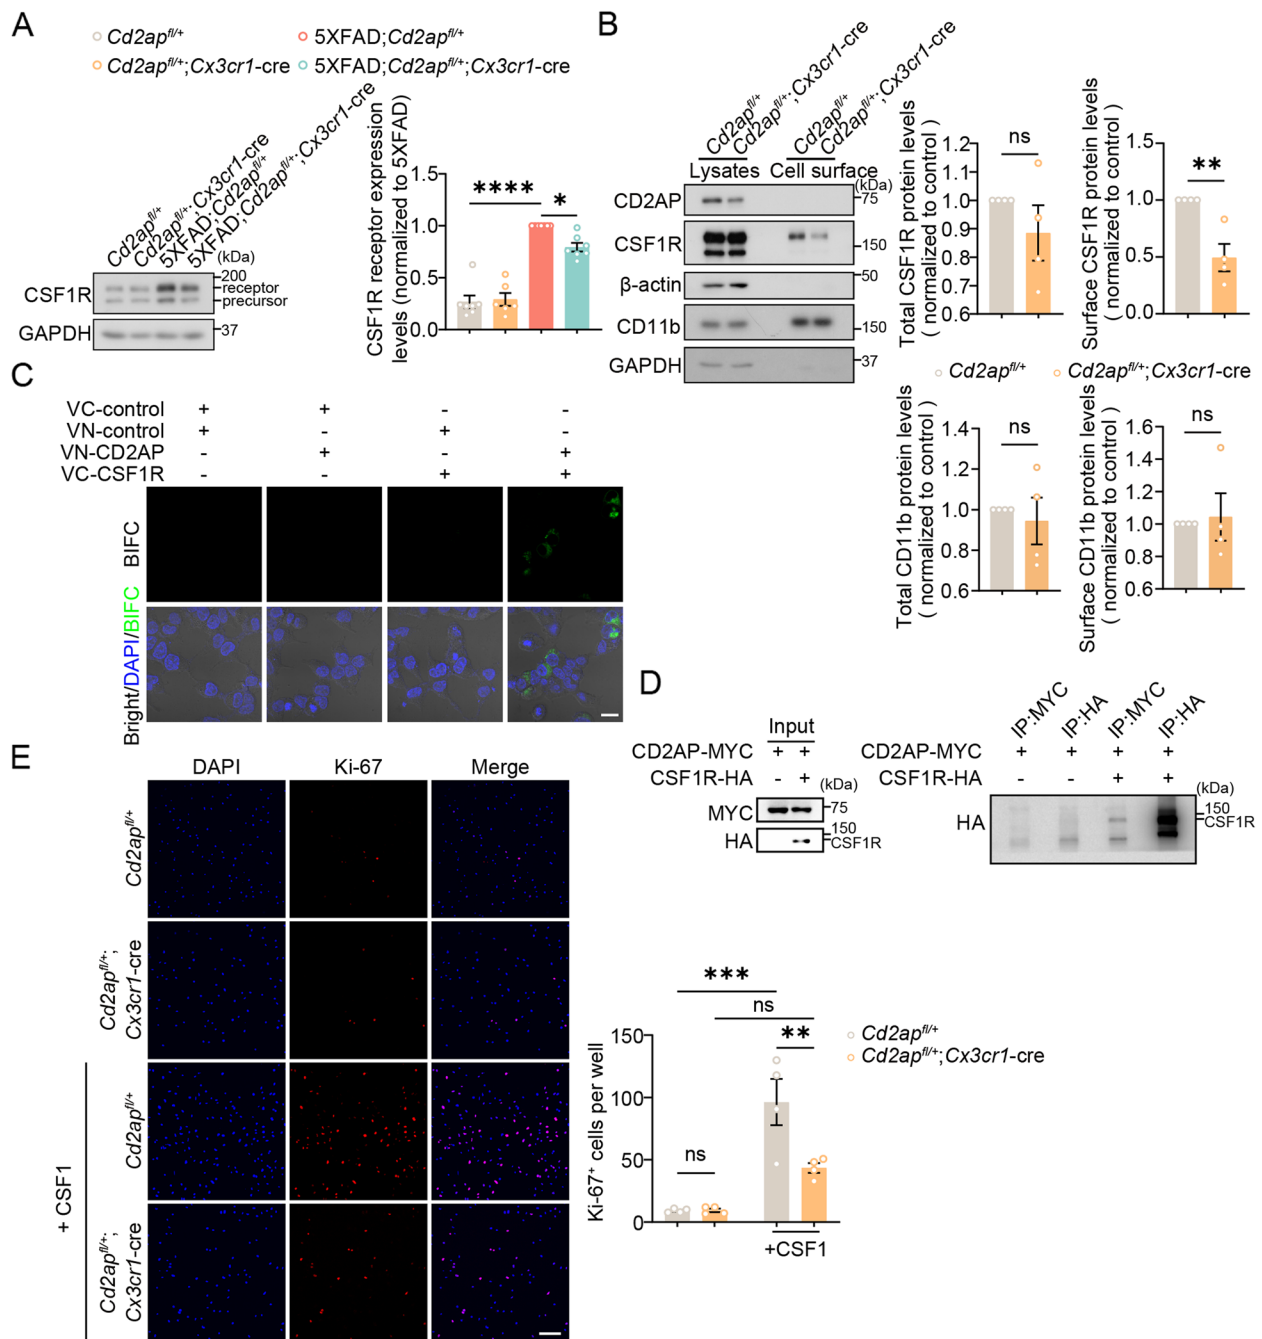 A
Cd2ap^fl/+
5XFAD;Cd2ap^fl/+
Cd2ap^fl/+;Cx3cr1-cre
5XFAD;Cd2ap^fl/+;Cx3cr1-cre
Cd2ap^fl/+
Cd2ap^fl/+;Cx3cr1-cre
5XFAD;Cd2ap^fl/+
5XFAD;Cd2ap^fl/+;Cx3cr1-cre
(kDa)
200
CSF1R
receptor
precursor
GAPDH
37
CSF1R receptor expression
levels (normalized to 5XFAD)
1.5
1.0
0.5
0.0
****
*
B
Cd2ap^fl/+
Cd2ap^fl/+;Cx3cr1-cre
Cd2ap^fl/+
Cd2ap^fl/+;Cx3cr1-cre
Lysates
Cell surface
(kDa)
CD2AP
75
CSF1R
150
β-actin
50
CD11b
150
GAPDH
37
Total CSF1R protein levels
( normalized to control )
1.2
1.1
1.0
0.9
0.8
0.7
0.6
ns
Surface CSF1R protein levels
( normalized to control )
1.5
1.0
0.5
0.0
**
Cd2ap^fl/+
Cd2ap^fl/+;Cx3cr1-cre
Total CD11b protein levels
( normalized to control )
1.4
1.2
1.0
0.8
0.6
ns
Surface CD11b protein levels
( normalized to control )
1.6
1.4
1.2
1.0
0.8
0.6
ns
C
VC-control + + - -
VN-control + - + -
VN-CD2AP - + - +
VC-CSF1R - - + +
BIFC
Bright/DAPI/BIFC
D
Input
CD2AP-MYC + +
CSF1R-HA - +
(kDa)
MYC
75
HA
150
CSF1R
IP:MYC
IP:HA
IP:MYC
IP:HA
CD2AP-MYC + + + +
CSF1R-HA - - + +
(kDa)
HA
150
CSF1R
E
DAPI
Ki-67
Merge
Cd2ap^fl/+
Cd2ap^fl/+;
Cx3cr1-cre
+ CSF1
Cd2ap^fl/+
Cd2ap^fl/+;
Cx3cr1-cre
Ki-67⁺ cells per well
150
100
50
0
***
ns
**
ns
+CSF1
Cd2ap^fl/+
Cd2ap^fl/+;Cx3cr1-cre